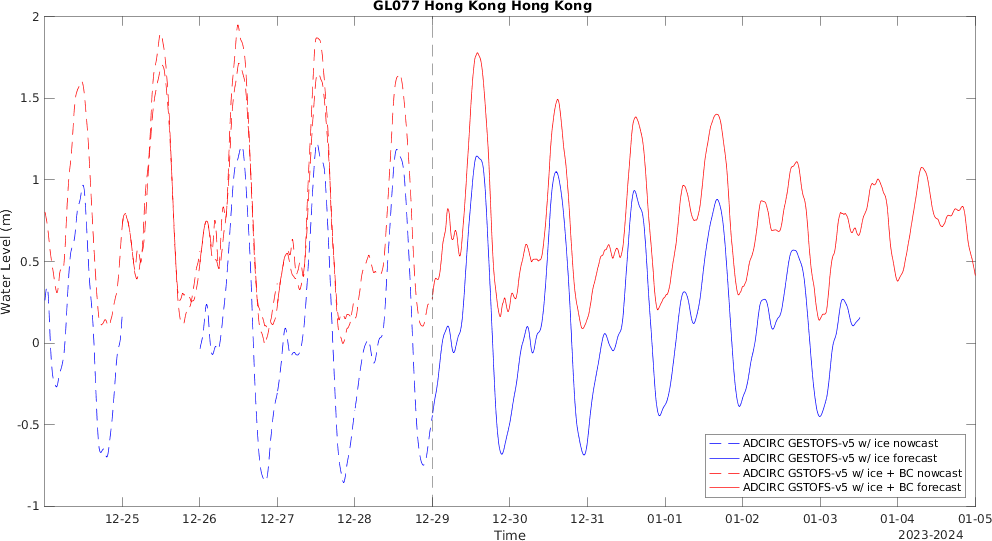 GL077 Hong Kong Hong Kong
2
1.5
1
0.5
0
-0.5
-1
Water Level (m)
12-25 12-26 12-27 12-28 12-29 12-30 12-31 01-01 01-02 01-03 01-04 01-05
Time
2023-2024
ADCIRC GESTOFS-v5 w/ ice nowcast
ADCIRC GESTOFS-v5 w/ ice forecast
ADCIRC GSTOFS-v5 w/ ice + BC nowcast
ADCIRC GSTOFS-v5 w/ ice + BC forecast